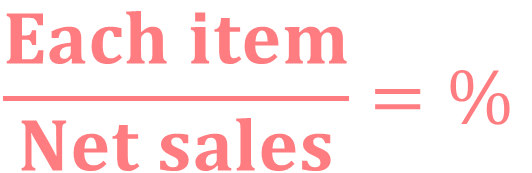 Each item
Net sales
= %